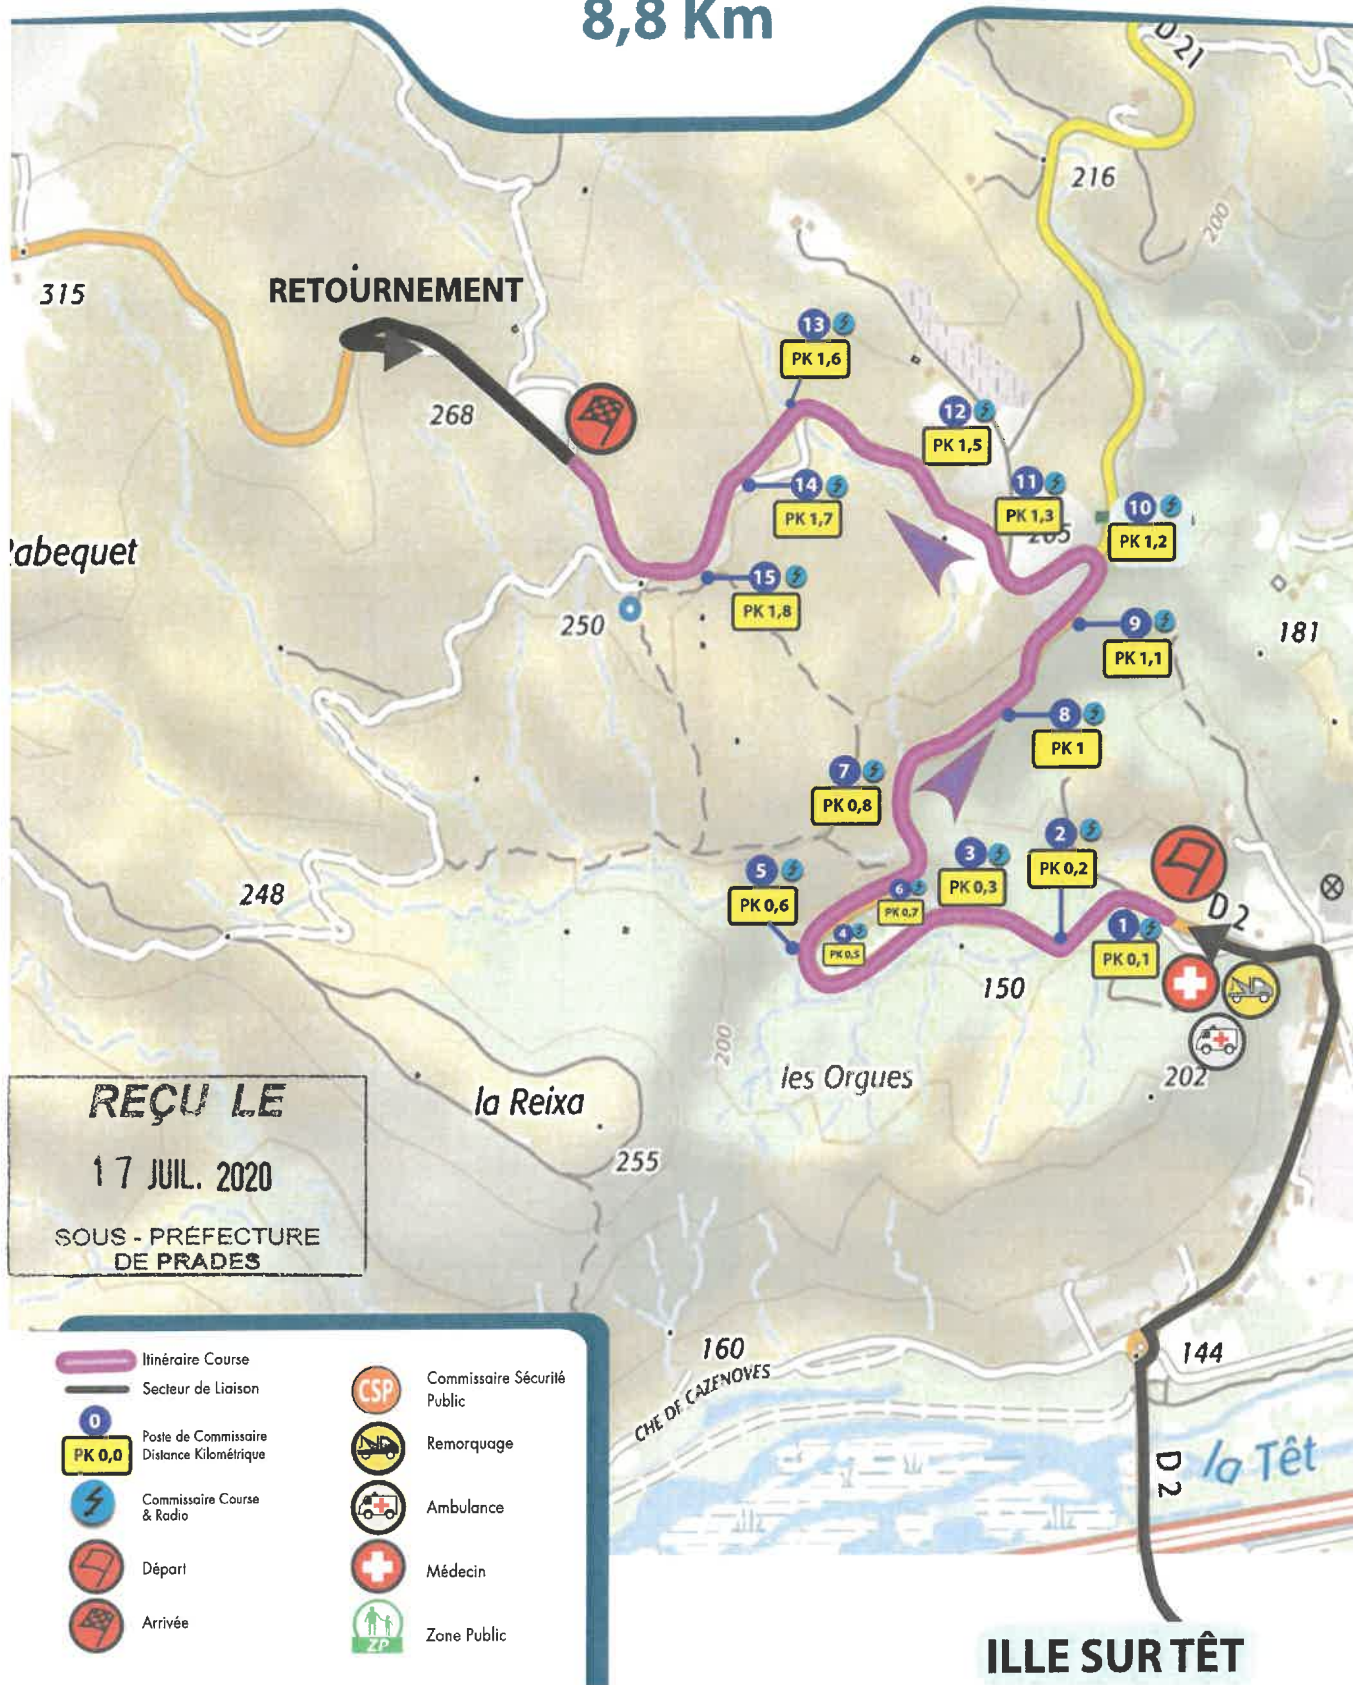 8,8 Km
D 21
216
200
315
RETOURNEMENT
13
PK 1,6
268
12
PK 1,5
14
PK 1,7
11
PK 1,3
10
PK 1,2
abequet
15
PK 1,8
250
9
PK 1,1
181
8
PK 1
7
PK 0,8
2
PK 0,2
3
PK 0,3
5
PK 0,6
6
PK 0,7
248
4
PK 0,5
1
PK 0,1
D 2
150
200
les Orgues
202
la Reixa
255
REÇU LE
17 JUIL. 2020
SOUS - PRÉFECTURE
DE PRADES
160
CHE DE CAZENOVES
144
D 2
la Têt
ILLE SUR TÊT
Itinéraire Course
Secteur de Liaison
0
PK 0,0
Poste de Commissaire
Distance Kilométrique
Commissaire Course
& Radio
Départ
Arrivée
CSP
Commissaire Sécurité
Public
Remorquage
Ambulance
Médecin
ZP
Zone Public